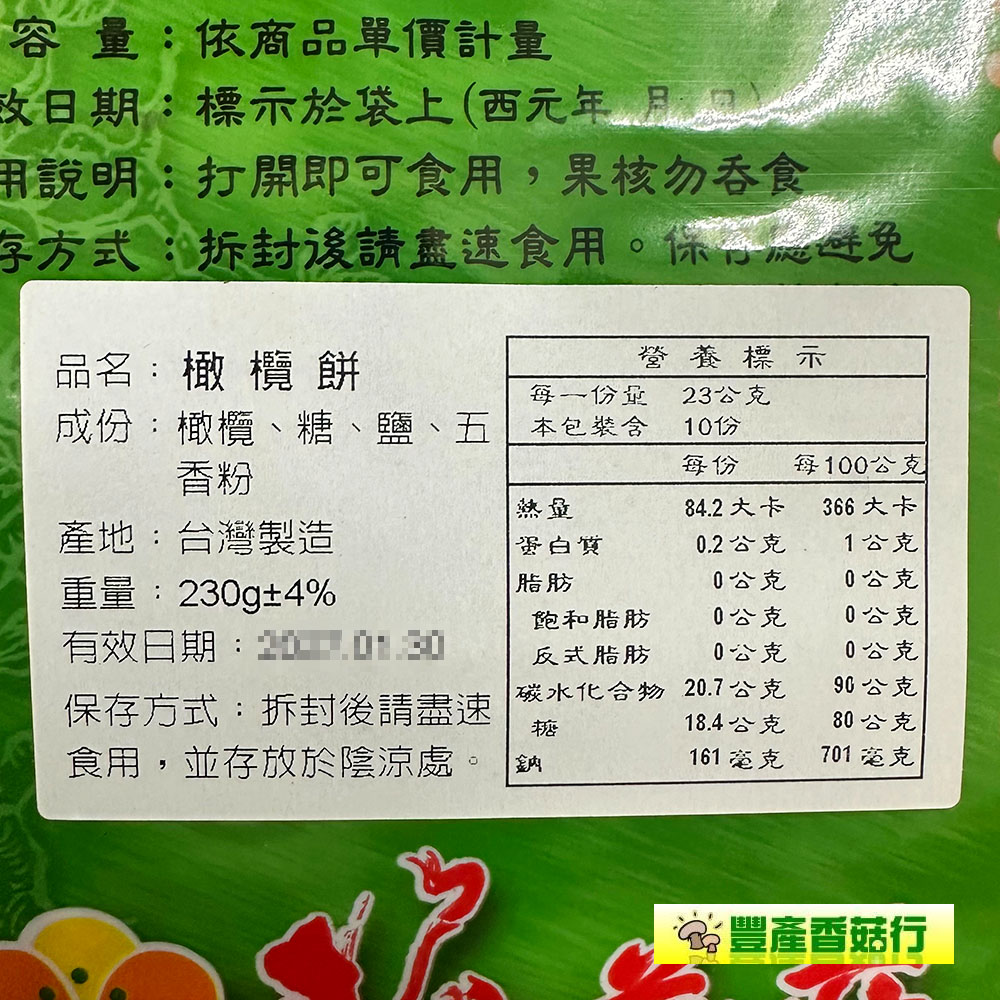 容量：依商品單價計量
效日期：標示於袋上(西元年 月 日)
用說明：打開即可食用，果核勿吞食
存方式：拆封後請盡速食用。保存應避免
品名：橄欖餅
成份：橄欖、糖、鹽、五
香粉
產地：台灣製造
重量：230g±4%
有效日期：
保存方式：拆封後請盡速
食用，並存放於陰涼處。
營養標示
每一份量 23公克
本包裝含 10份
每份 每100公克
熱量 84.2大卡 366大卡
蛋白質 0.2公克 1公克
脂肪 0公克 0公克
飽和脂肪 0公克 0公克
反式脂肪 0公克 0公克
碳水化合物 20.7公克 90公克
糖 18.4公克 80公克
鈉 161毫克 701毫克
豐產香菇行